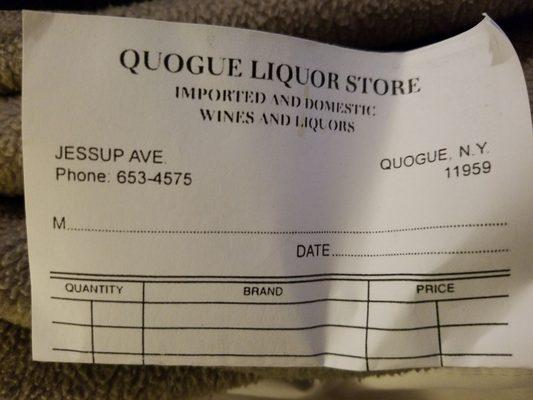 QUOGUE LIQUOR STORE
IMPORTED AND DOMESTIC
WINES AND LIQUORS
JESSUP AVE. QUOGUE, N.Y.
Phone: 653-4575 11959
M
DATE
QUANTITY BRAND PRICE